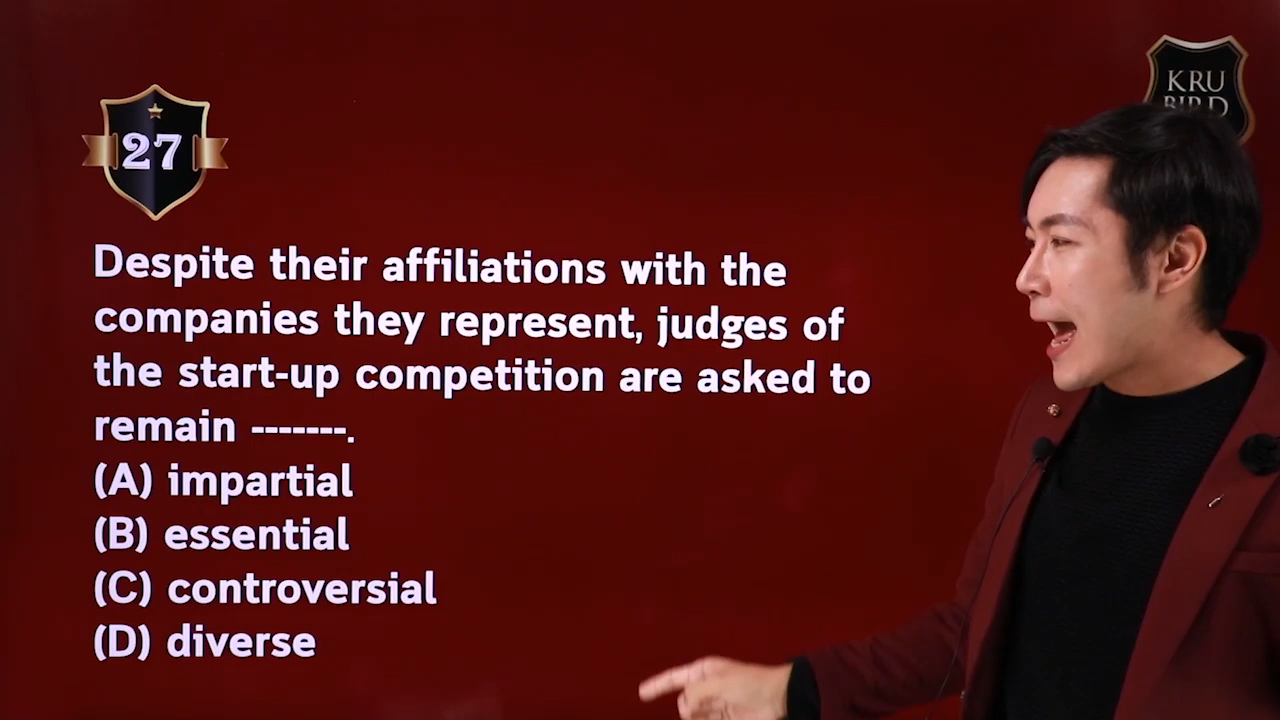 KRU
BIRD
27
Despite their affiliations with the
companies they represent, judges of
the start-up competition are asked to
remain -------.
(A) impartial
(B) essential
(C) controversial
(D) diverse